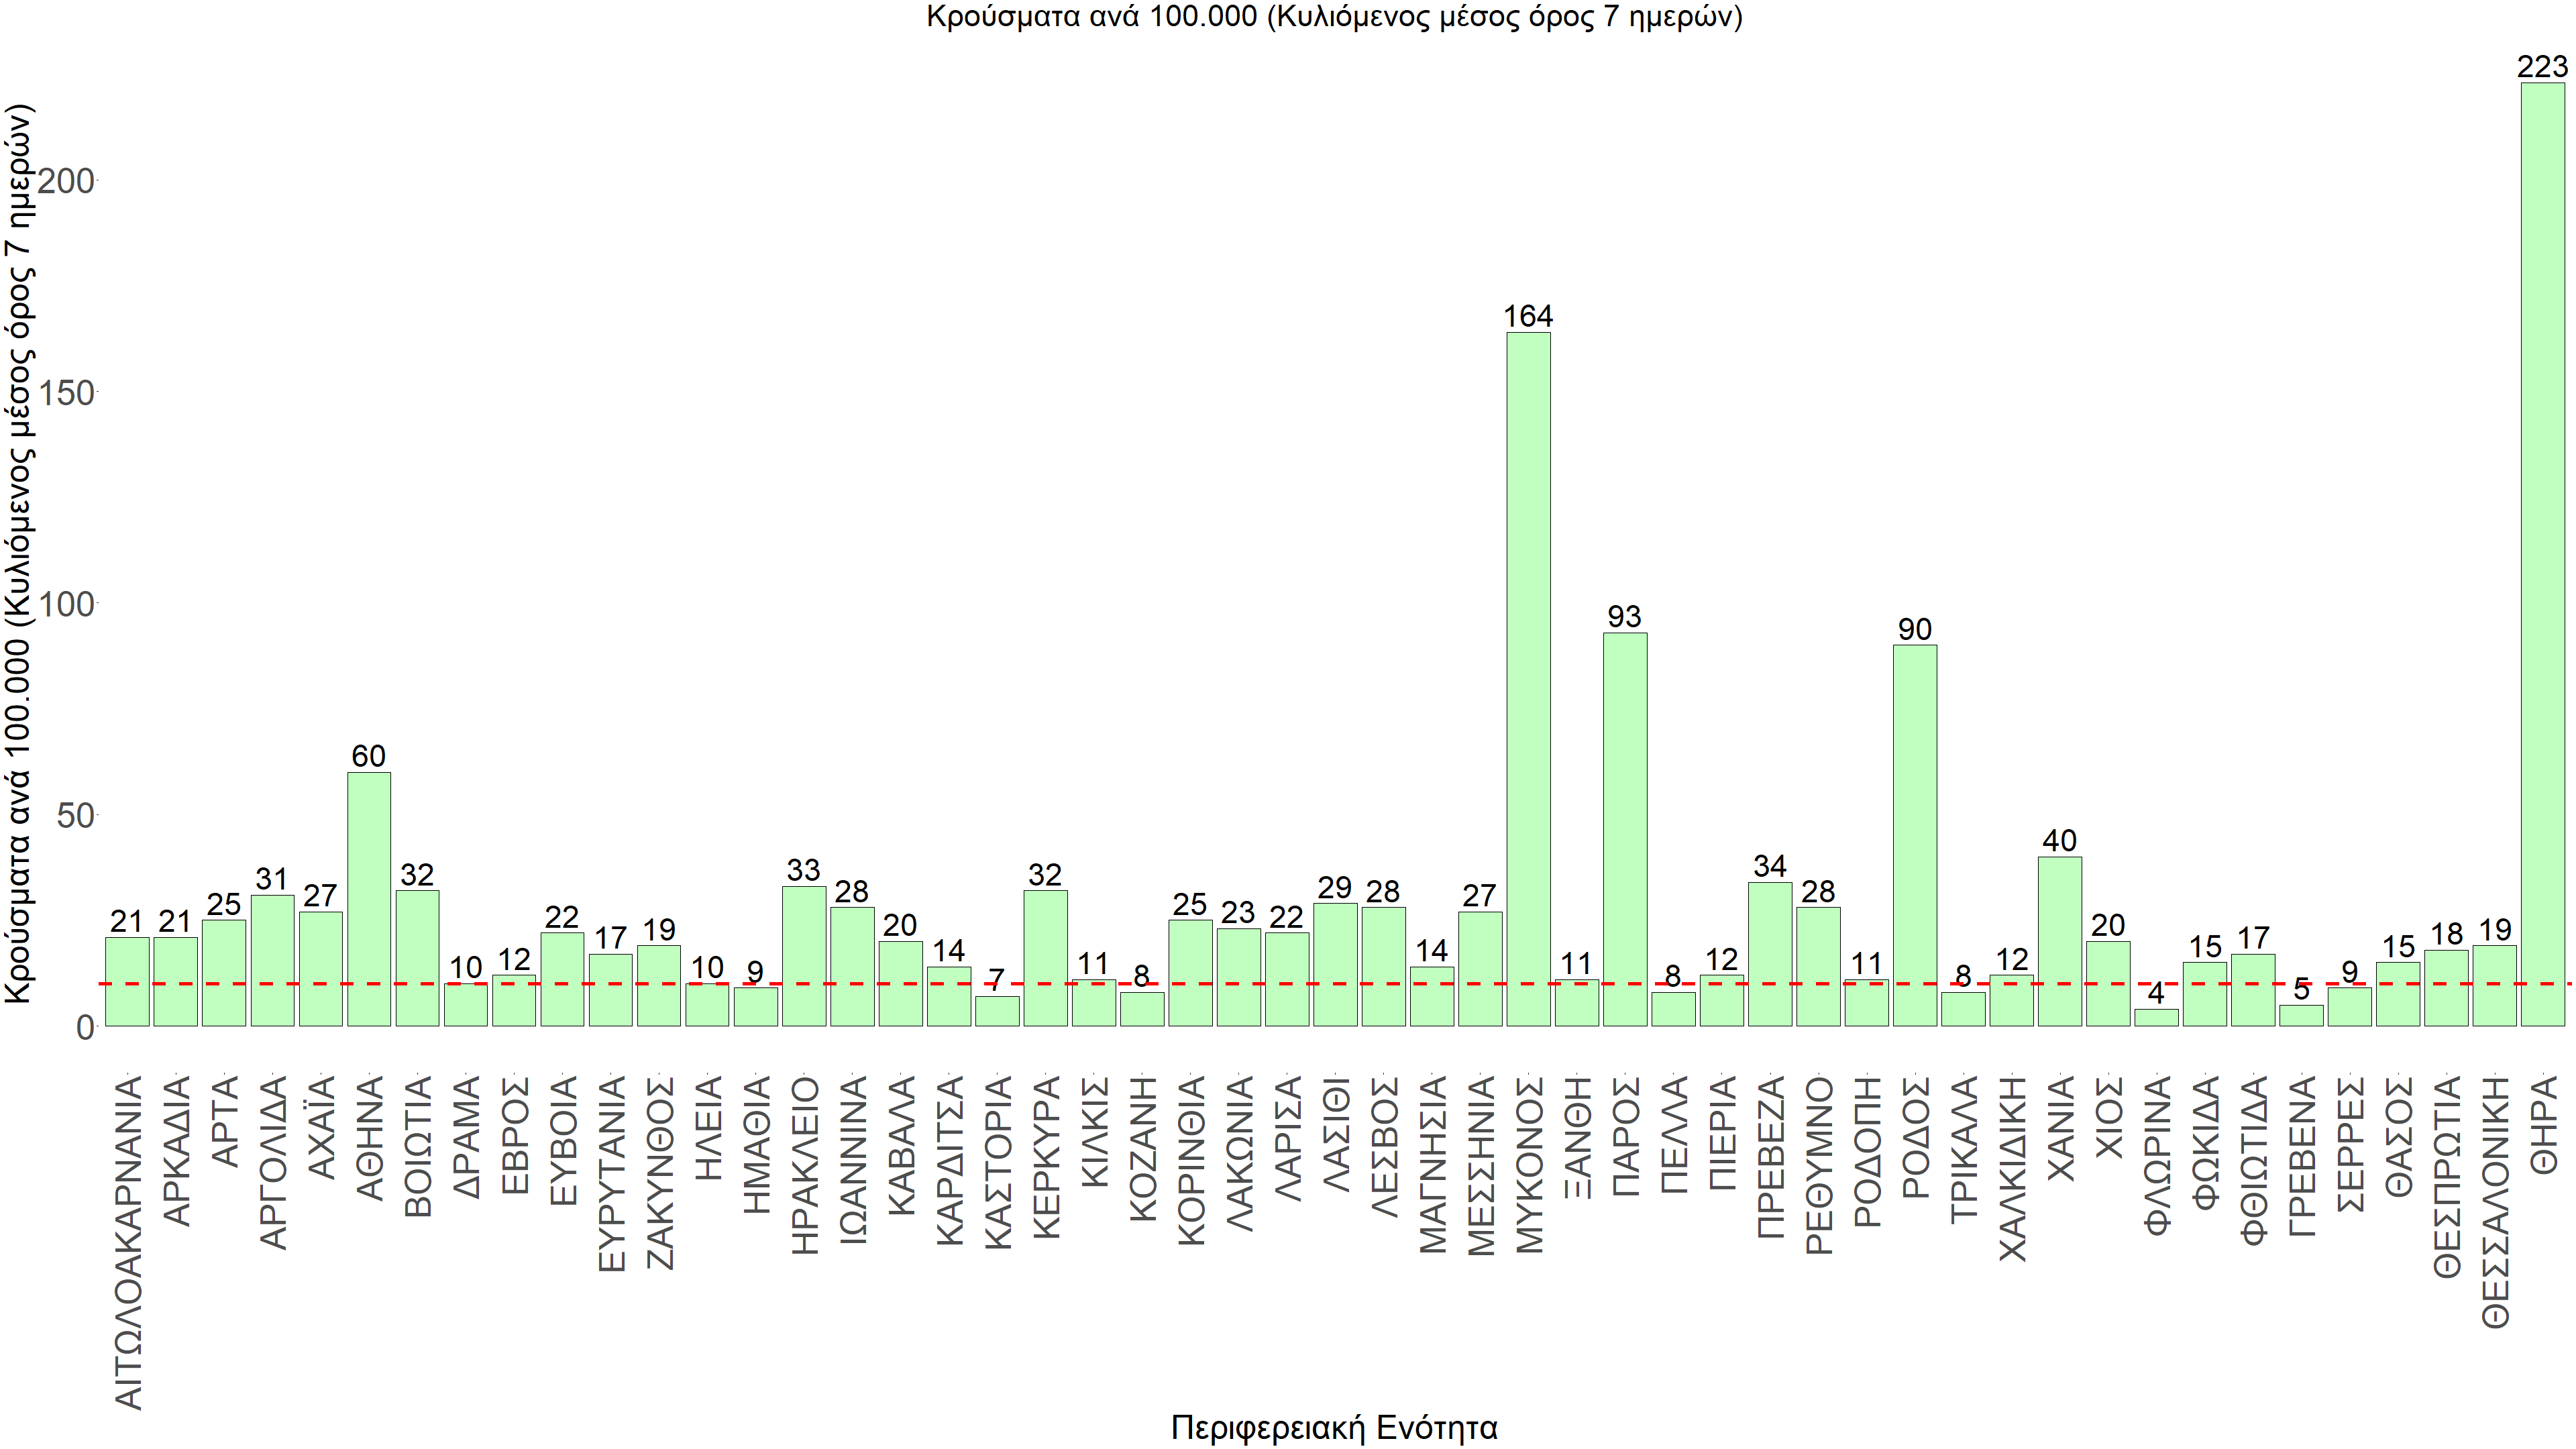 Κρούσματα ανά 100.000 (Κυλιόμενος μέσος όρος 7 ημερών)
Κρούσματα ανά 100.000 (Κυλιόμενος μέσος όρος 7 ημερών)
200
150
100
50
0
21
21
25
31
27
60
32
10
12
22
17
19
10
9
33
28
20
14
7
32
11
8
25
23
22
29
28
14
27
164
11
93
8
12
34
28
11
90
8
12
40
20
4
15
17
5
9
15
18
19
223
ΑΙΤΩΛΟΑΚΑΡΝΑΝΙΑ
ΑΡΚΑΔΙΑ
ΑΡΤΑ
ΑΡΓΟΛΙΔΑ
ΑΧΑΪΑ
ΑΘΗΝΑ
ΒΟΙΩΤΙΑ
ΔΡΑΜΑ
ΕΒΡΟΣ
ΕΥΒΟΙΑ
ΕΥΡΥΤΑΝΙΑ
ΖΑΚΥΝΘΟΣ
ΗΛΕΙΑ
ΗΜΑΘΙΑ
ΗΡΑΚΛΕΙΟ
ΙΩΑΝΝΙΝΑ
ΚΑΒΑΛΑ
ΚΑΡΔΙΤΣΑ
ΚΑΣΤΟΡΙΑ
ΚΕΡΚΥΡΑ
ΚΙΛΚΙΣ
ΚΟΖΑΝΗ
ΚΟΡΙΝΘΙΑ
ΛΑΚΩΝΙΑ
ΛΑΡΙΣΑ
ΛΑΣΙΘΙ
ΛΕΣΒΟΣ
ΜΑΓΝΗΣΙΑ
ΜΕΣΣΗΝΙΑ
ΜΥΚΟΝΟΣ
ΞΑΝΘΗ
ΠΑΡΟΣ
ΠΕΛΛΑ
ΠΙΕΡΙΑ
ΠΡΕΒΕΖΑ
ΡΕΘΥΜΝΟ
ΡΟΔΟΠΗ
ΡΟΔΟΣ
ΤΡΙΚΑΛΑ
ΧΑΛΚΙΔΙΚΗ
ΧΑΝΙΑ
ΧΙΟΣ
ΦΛΩΡΙΝΑ
ΦΩΚΙΔΑ
ΦΘΙΩΤΙΔΑ
ΓΡΕΒΕΝΑ
ΣΕΡΡΕΣ
ΘΑΣΟΣ
ΘΕΣΠΡΩΤΙΑ
ΘΕΣΣΑΛΟΝΙΚΗ
ΘΗΡΑ
Περιφερειακή Ενότητα